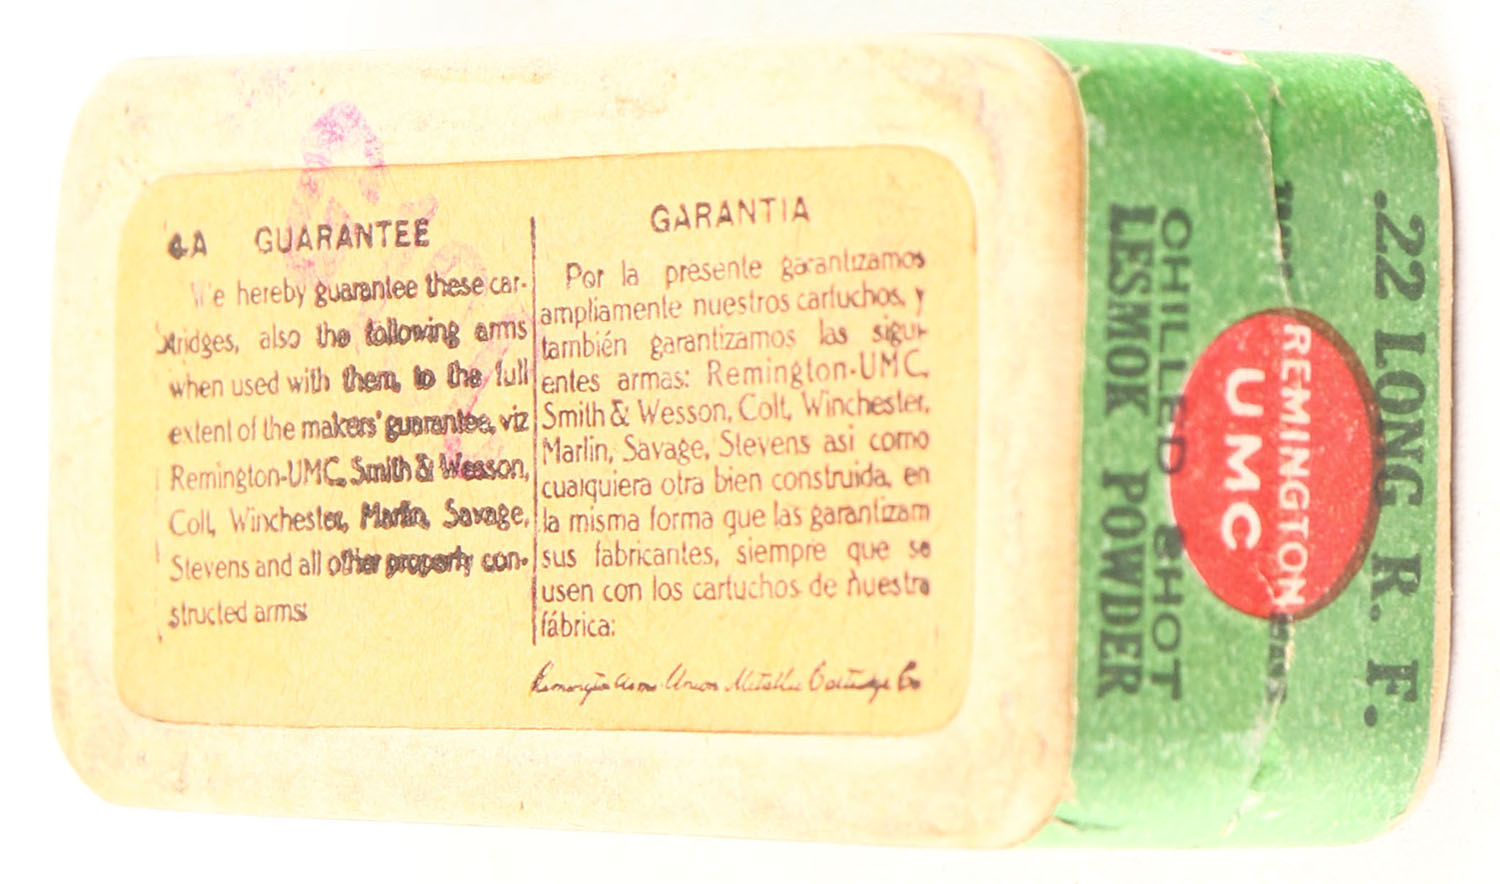 4A GUARANTEE
We hereby guarantee these car-
tridges, also the following arms
when used with them, to the full
extent of the makers' guarantee, viz
Remington-UMC, Smith & Wesson,
Colt, Winchester, Marlin, Savage,
Stevens and all other properly con-
structed arms:
GARANTIA
Por la presente garantizamos
ampliamente nuestros cartuchos, y
también garantizamos las sigui-
entes armas: Remington-UMC,
Smith & Wesson, Colt, Winchester,
Marlin, Savage, Stevens asi como
cualquiera otra bien construida, en
la misma forma que las garantizam
sus fabricantes, siempre que se
usen con los cartuchos de nuestra
fábrica:
Remington Arms Union Metallic Cartridge Co
.22 LONG R. F.
REMINGTON
UMC
CHILLED SHOT
LESMOK POWDER